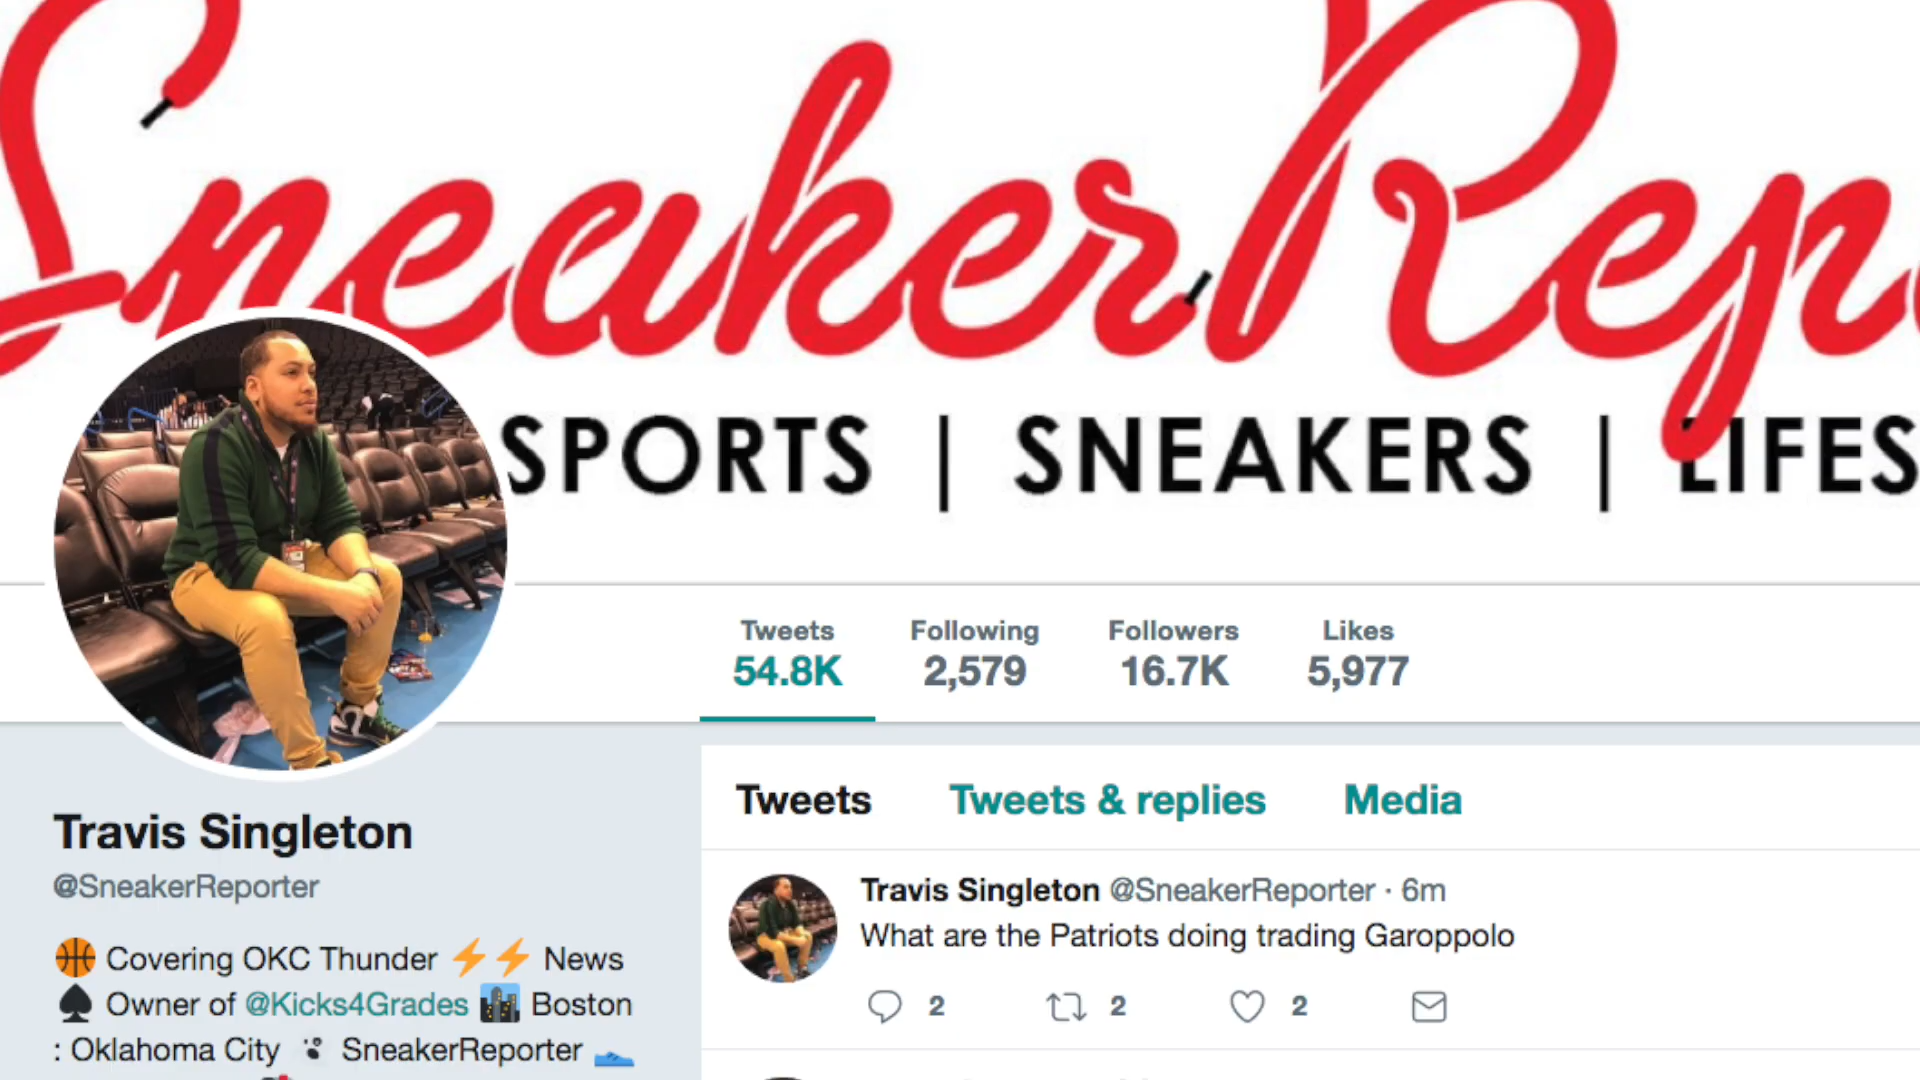 SneakerRepo
SPORTS | SNEAKERS | LIFES
Tweets Following Followers Likes
54.8K 2,579 16.7K 5,977
Tweets Tweets & replies Media
Travis Singleton
@SneakerReporter
🏀 Covering OKC Thunder ⚡⚡ News
♠ Owner of @Kicks4Grades 🏙 Boston
: Oklahoma City SneakerReporter 👟
Travis Singleton @SneakerReporter · 6m
What are the Patriots doing trading Garoppolo
2 2 2